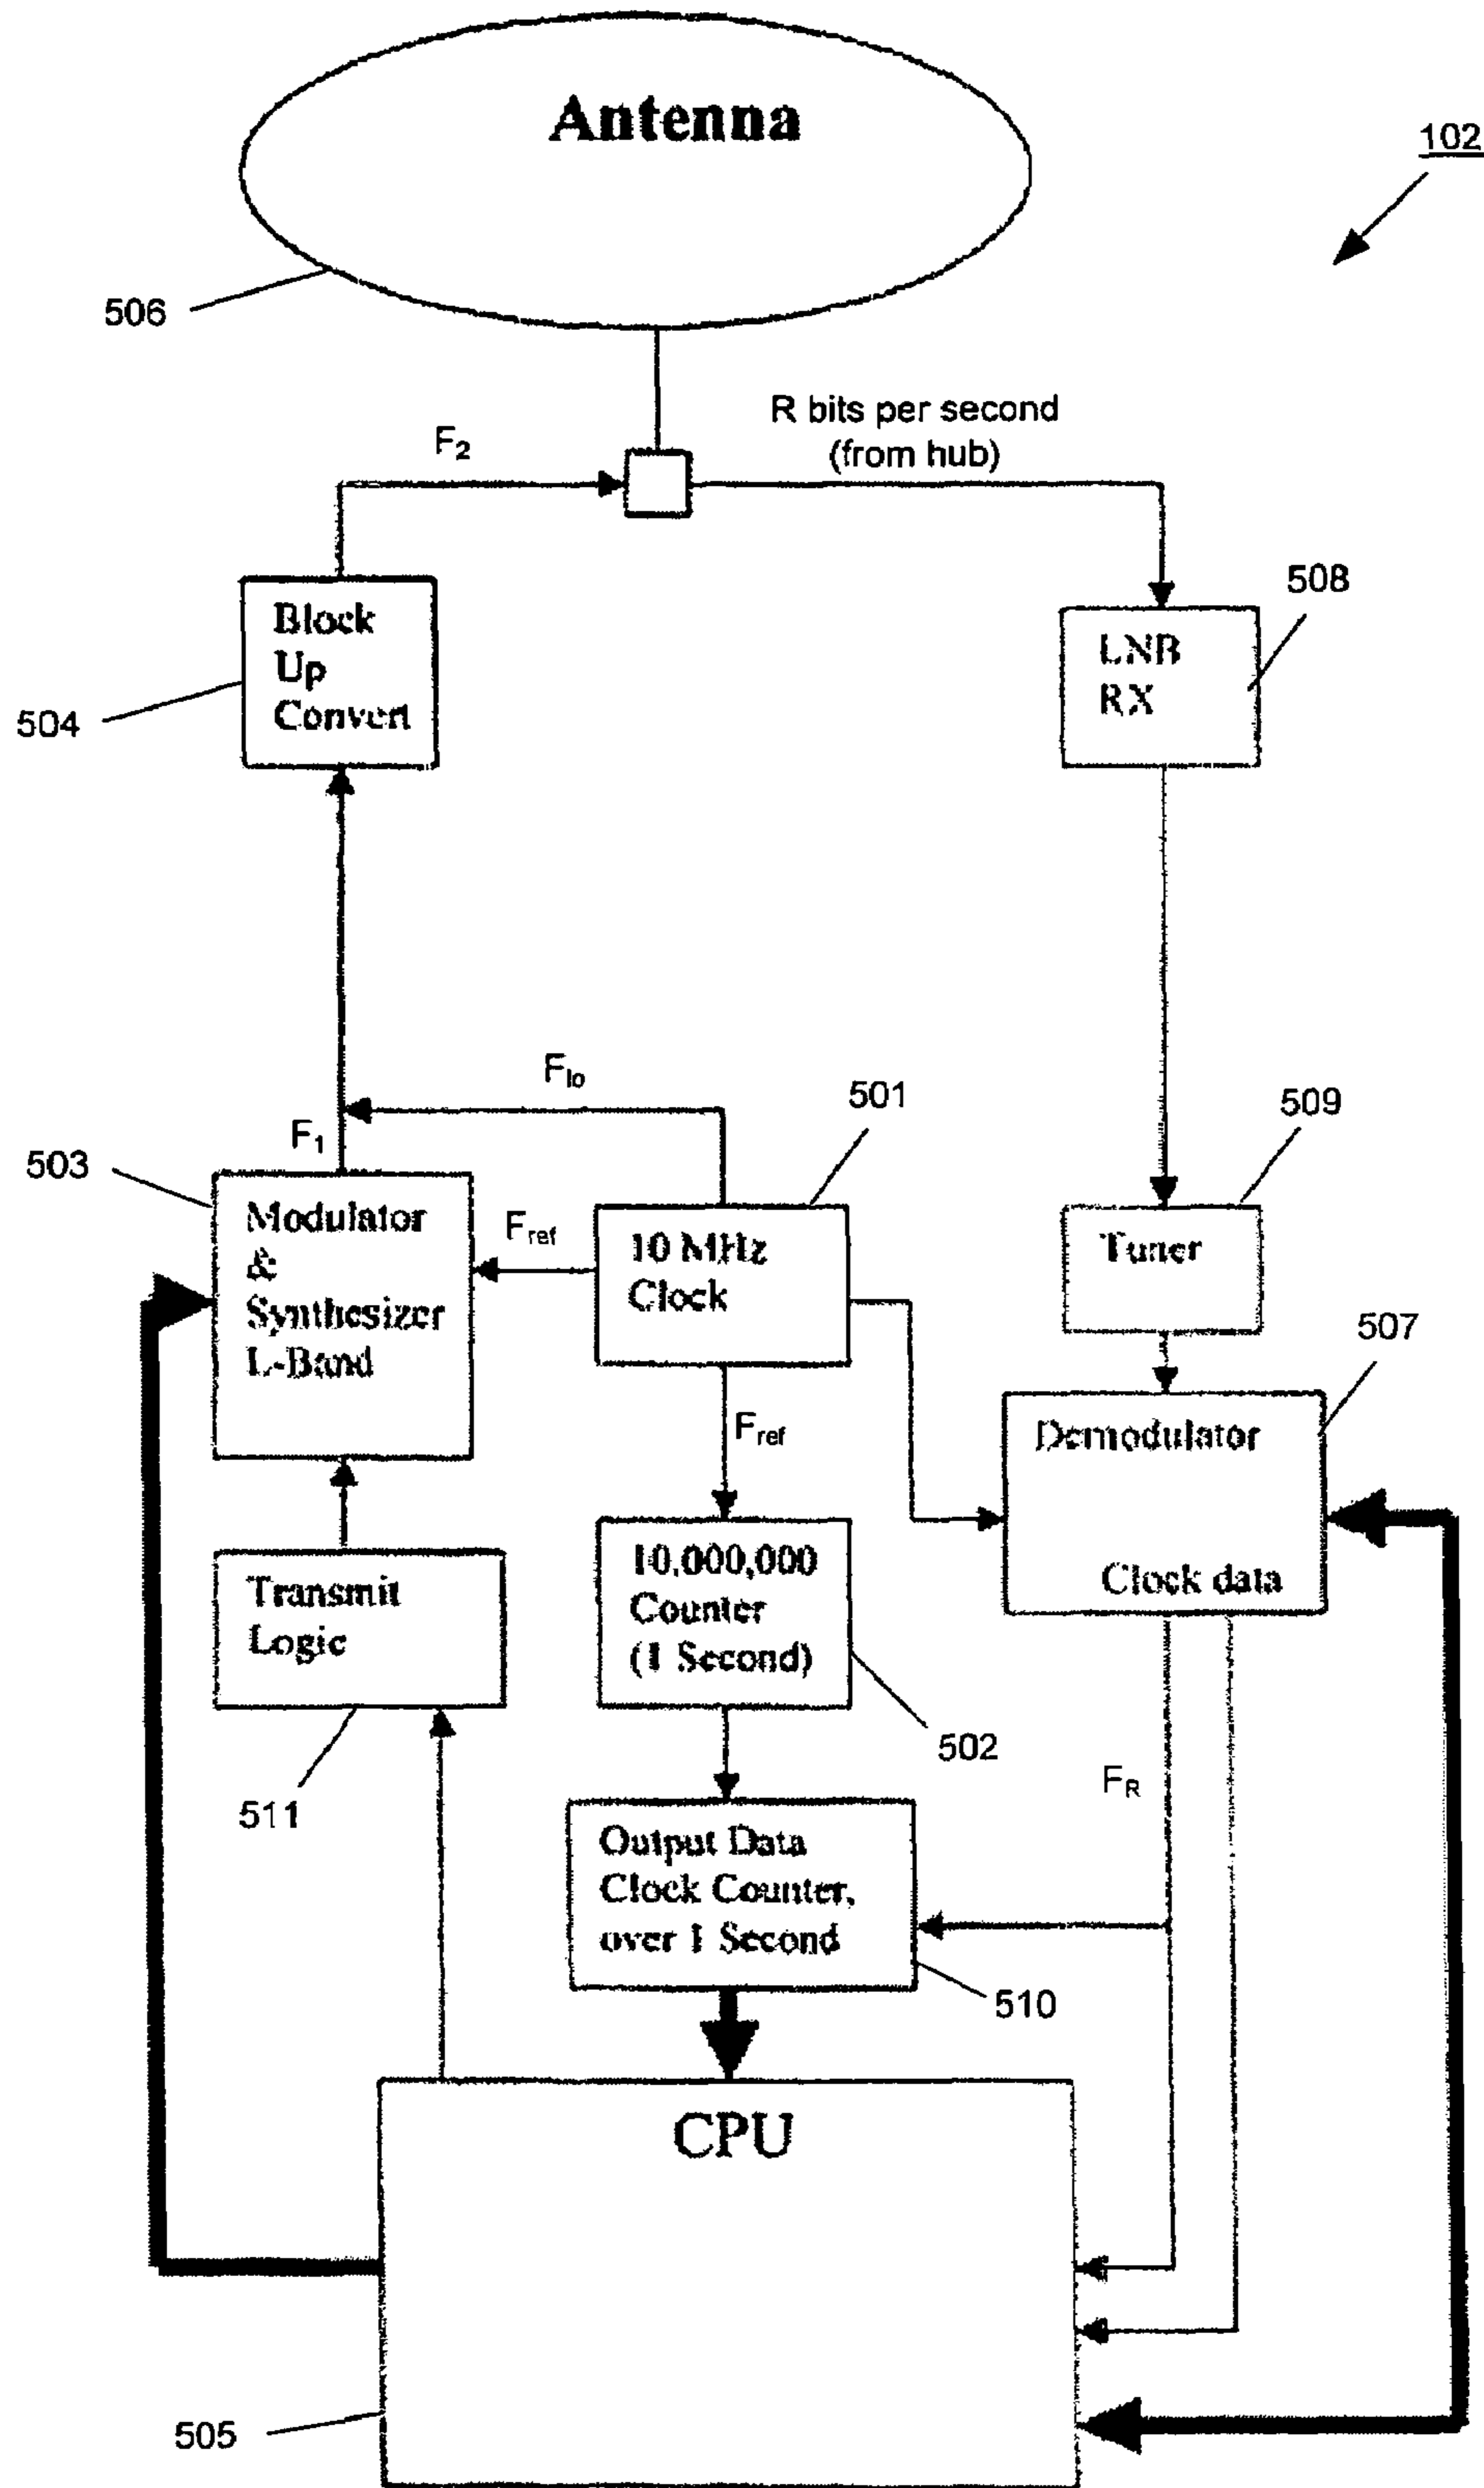 Antenna
102
506
R bits per second
(from hub)
F2
508
Block
Up
Convert
LNB
RX
504
Flo
501
509
F1
503
Modulator
&
Synthesizer
L-Band
Fref
10 MHz
Clock
Tuner
507
Fref
Demodulator
10,000,000
Counter
(1 Second)
Clock data
Transmit
Logic
502
FR
511
Output Data
Clock Counter,
over 1 Second
510
CPU
505